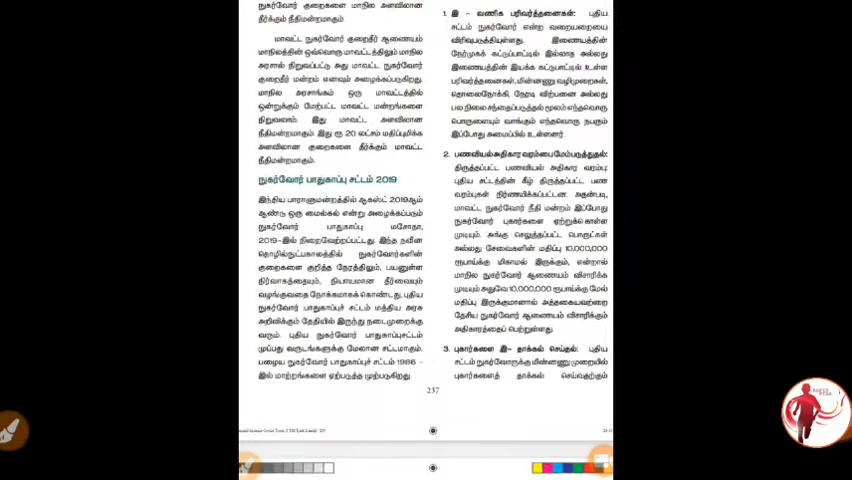 நுகர்வோர் குறைகளை மாநில அளவிலான
தீர்க்கும் நீதிமன்றமாகும்.
மாவட்ட நுகர்வோர் குறைதீர் ஆணையம்
மாநிலத்தின் ஒவ்வொரு மாவட்டத்திலும் மாநில
அரசால் நிறுவப்பட்டு அது மாவட்ட நுகர்வோர்
குறைதீர் மன்றம் எனவும் அழைக்கப்படுகிறது.
மாநில அரசாங்கம் ஒரு மாவட்டத்தில்
ஒன்றுக்கும் மேற்பட்ட மாவட்ட மன்றங்களை
நிறுவலாம். இது மாவட்ட அளவிலான
நீதிமன்றமாகும். இது ரூ 20 லட்சம் மதிப்புமிக்க
அளவிலான குறைகளை தீர்க்கும் மாவட்ட
நீதிமன்றமாகும்.
நுகர்வோர் பாதுகாப்பு சட்டம் 2019
இந்திய பாராளுமன்றத்தில் ஆகஸ்ட் 2019ஆம்
ஆண்டு ஒரு மைல்கல் என்று அழைக்கப்படும்
நுகர்வோர் பாதுகாப்பு மசோதா,
2019-இல் நிறைவேற்றப்பட்டது. இந்த நவீன
தொழில்நுட்பகாலத்தில் நுகர்வோர்களின்
குறைகளை குறித்த நேரத்திலும், பயனுள்ள
நிர்வாகத்தையும், நியாயமான தீர்வையும்
வழங்குவதை நோக்கமாகக் கொண்டது. புதிய
நுகர்வோர் பாதுகாப்புச் சட்டம் மத்திய அரசு
அறிவிக்கும் தேதியில் இருந்து நடைமுறைக்கு
வரும். புதிய நுகர்வோர் பாதுகாப்புசட்டம்
முப்பது வருடங்களுக்கு மேலான சட்டமாகும்.
பழைய நுகர்வோர் பாதுகாப்புச் சட்டம் 1986 –
இல் மாற்றங்களை ஏற்படுத்த முற்படுகிறது.
1. இ – வணிக பரிவர்த்தனைகள்: புதிய
சட்டம் நுகர்வோர் என்ற வரையறையை
விரிவுபடுத்தியுள்ளது. இணையத்தின்
நேர்முகக் கட்டுப்பாட்டில் இல்லாத அல்லது
இணையத்தின் இயக்க கட்டுபாட்டில் உள்ள
பரிவர்த்தனைகள், மின்னணு வழிமுறைகள்,
தொலைநோக்கி, நேரடி விற்பனை அல்லது
பல நிலை சந்தைப்படுத்தல் மூலம் எந்தவொரு
பொருளையும் வாங்கும் எந்தவொரு நபரும்
இப்போது அமைப்பில் உள்ளனர்.
2. பணவியல் அதிகார வரம்பை மேம்படுத்துதல்:
திருத்தப்பட்ட பணவியல் அதிகார வரம்பு:
புதிய சட்டத்தின் கீழ் திருத்தப்பட்ட பண
வரம்புகள் நிர்ணயிக்கப்பட்டன. அதன்படி,
மாவட்ட நுகர்வோர் நீதி மன்றம் இப்போது
நுகர்வோர் புகார்களை ஏற்றுக்கொள்ள
முடியும். அங்கு செலுத்தப்பட்ட பொருட்கள்
அல்லது சேவைகளின் மதிப்பு 10,000,000
ரூபாய்க்கு மிகாமல் இருக்கும், என்றால்
மாநில நுகர்வோர் ஆணையம் விசாரிக்க
முடியும் அதுவே 10,000,000 ரூபாய்க்கு மேல்
மதிப்பு இருக்குமானால் அத்தகையவற்றை
தேசிய நுகர்வோர் ஆணையம் விசாரிக்கும்
அதிகாரத்தைப் பெற்றுள்ளது.
3. புகார்களை இ– தாக்கல் செய்தல்: புதிய
சட்டம் நுகர்வோருக்கு மின்னணு முறையில்
புகார்களைத் தாக்கல் செய்வதற்கும்
237